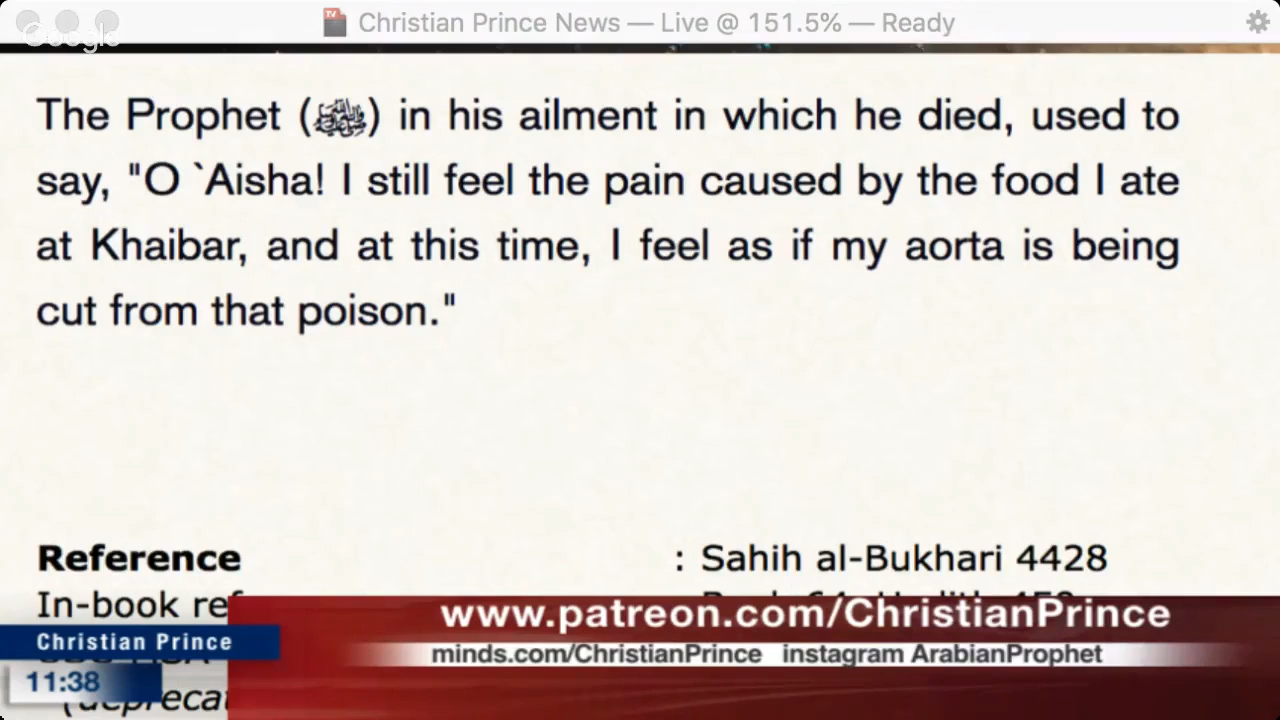 Christian Prince News — Live @ 151.5% — Ready
Google
The Prophet (ﷺ) in his ailment in which he died, used to
say, "O `Aisha! I still feel the pain caused by the food I ate
at Khaibar, and at this time, I feel as if my aorta is being
cut from that poison."
Reference : Sahih al-Bukhari 4428
In-book
www.patreon.com/ChristianPrince
Christian Prince
minds.com/ChristianPrince instagram ArabianProphet
11:38